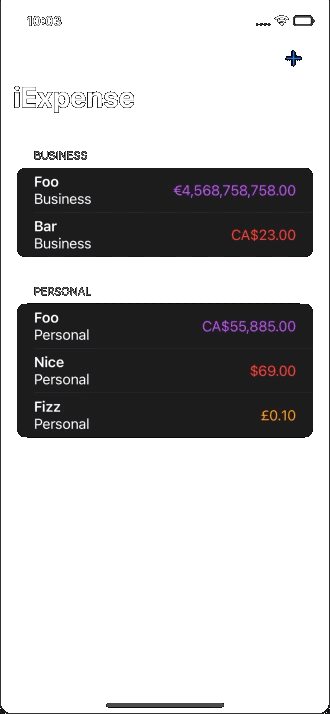 10:03
iExpense
BUSINESS
Foo
Business
€4,568,758,758.00
Bar
Business
CA$23.00
PERSONAL
Foo
Personal
CA$55,885.00
Nice
Personal
$69.00
Fizz
Personal
£0.10